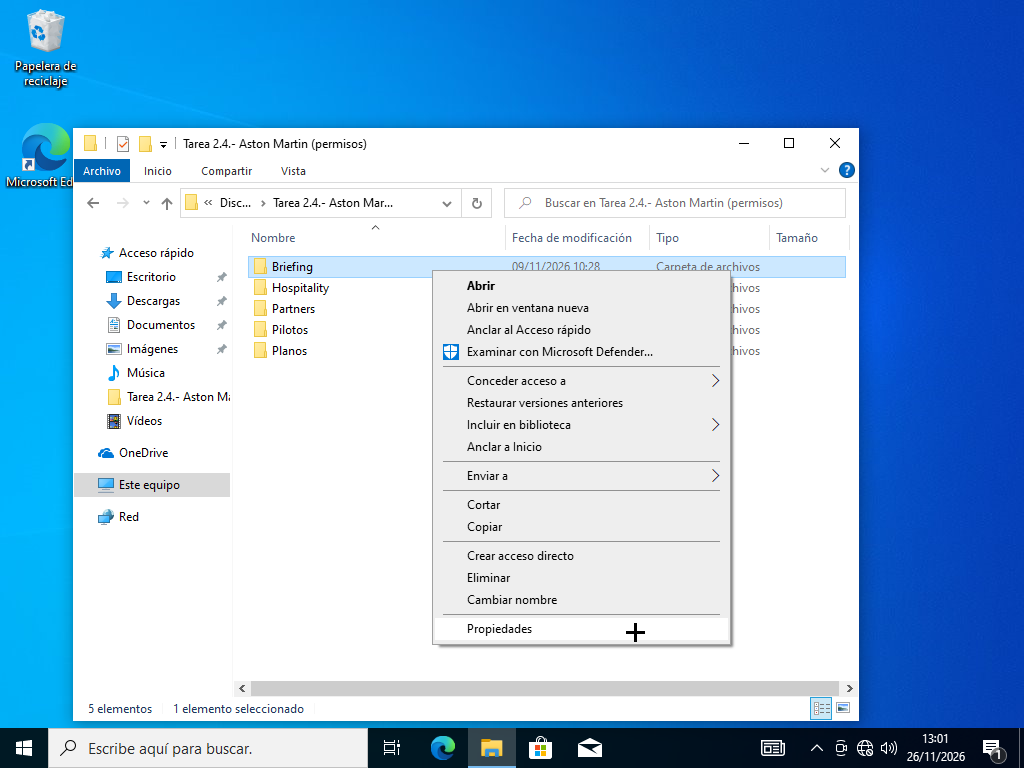 Papelera de
reciclaje
Microsoft Ed
Tarea 2.4.- Aston Martin (permisos)
Archivo Inicio Compartir Vista
« Disc... Tarea 2.4.- Aston Mar...
Buscar en Tarea 2.4.- Aston Martin (permisos)
Acceso rápido
Escritorio
Descargas
Documentos
Imágenes
Música
Tarea 2.4.- Aston Ma
Vídeos
OneDrive
Este equipo
Red
Nombre Fecha de modificación Tipo Tamaño
Briefing 09/11/2026 10:28 Carpeta de archivos
Hospitality hivos
Partners hivos
Pilotos hivos
Planos hivos
Abrir
Abrir en ventana nueva
Anclar al Acceso rápido
Examinar con Microsoft Defender...
Conceder acceso a
Restaurar versiones anteriores
Incluir en biblioteca
Anclar a Inicio
Enviar a
Cortar
Copiar
Crear acceso directo
Eliminar
Cambiar nombre
Propiedades
5 elementos 1 elemento seleccionado
Escribe aquí para buscar.
13:01
26/11/2026
1